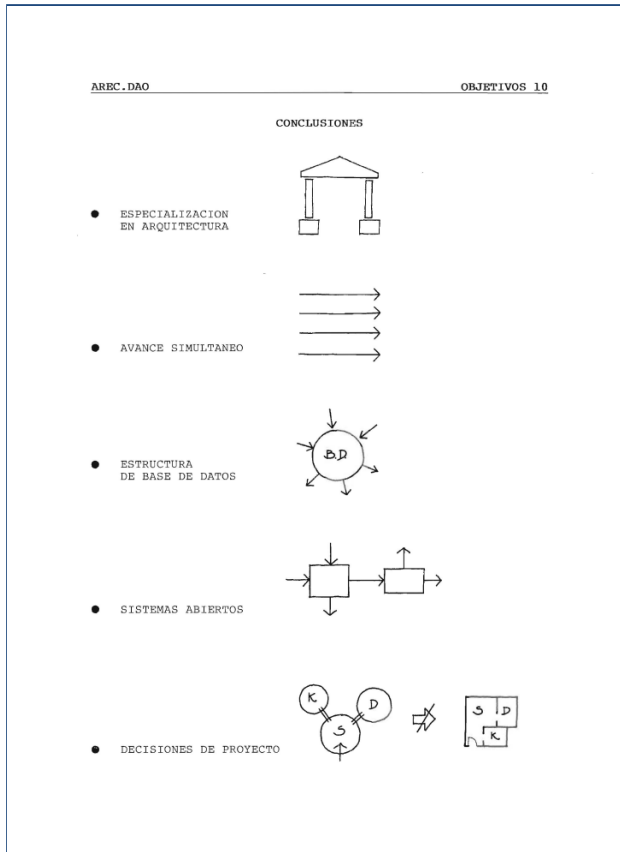 AREC.DAO OBJETIVOS 10
CONCLUSIONES
● ESPECIALIZACION
EN ARQUITECTURA
● AVANCE SIMULTANEO
B.D
● ESTRUCTURA
DE BASE DE DATOS
● SISTEMAS ABIERTOS
K D S
S D K
● DECISIONES DE PROYECTO